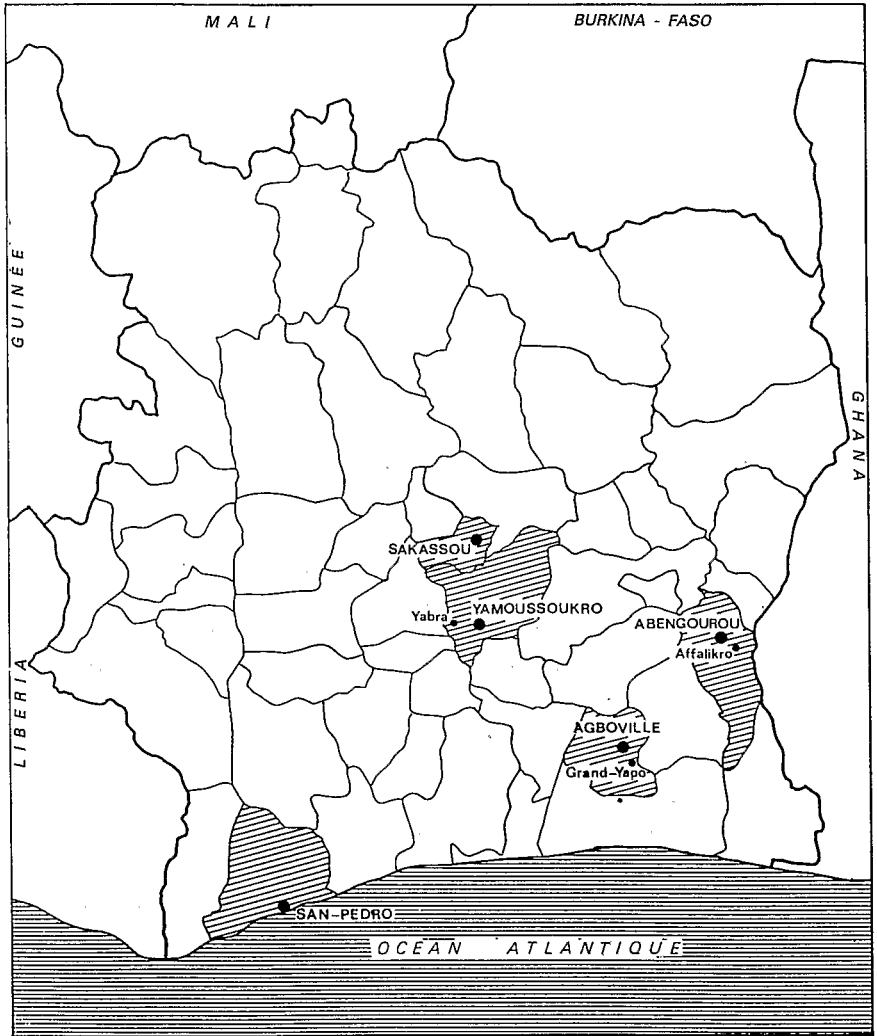 MALI
BURKINA - FASO
GUINÉE
GHANA
SAKASSOU
Yabra
YAMOUSSOUKRO
ABENGOUROU
Affalikro
AGBOVILLE
Grand-Yapo
LIBERIA
SAN-PEDRO
OCEAN ATLANTIQUE